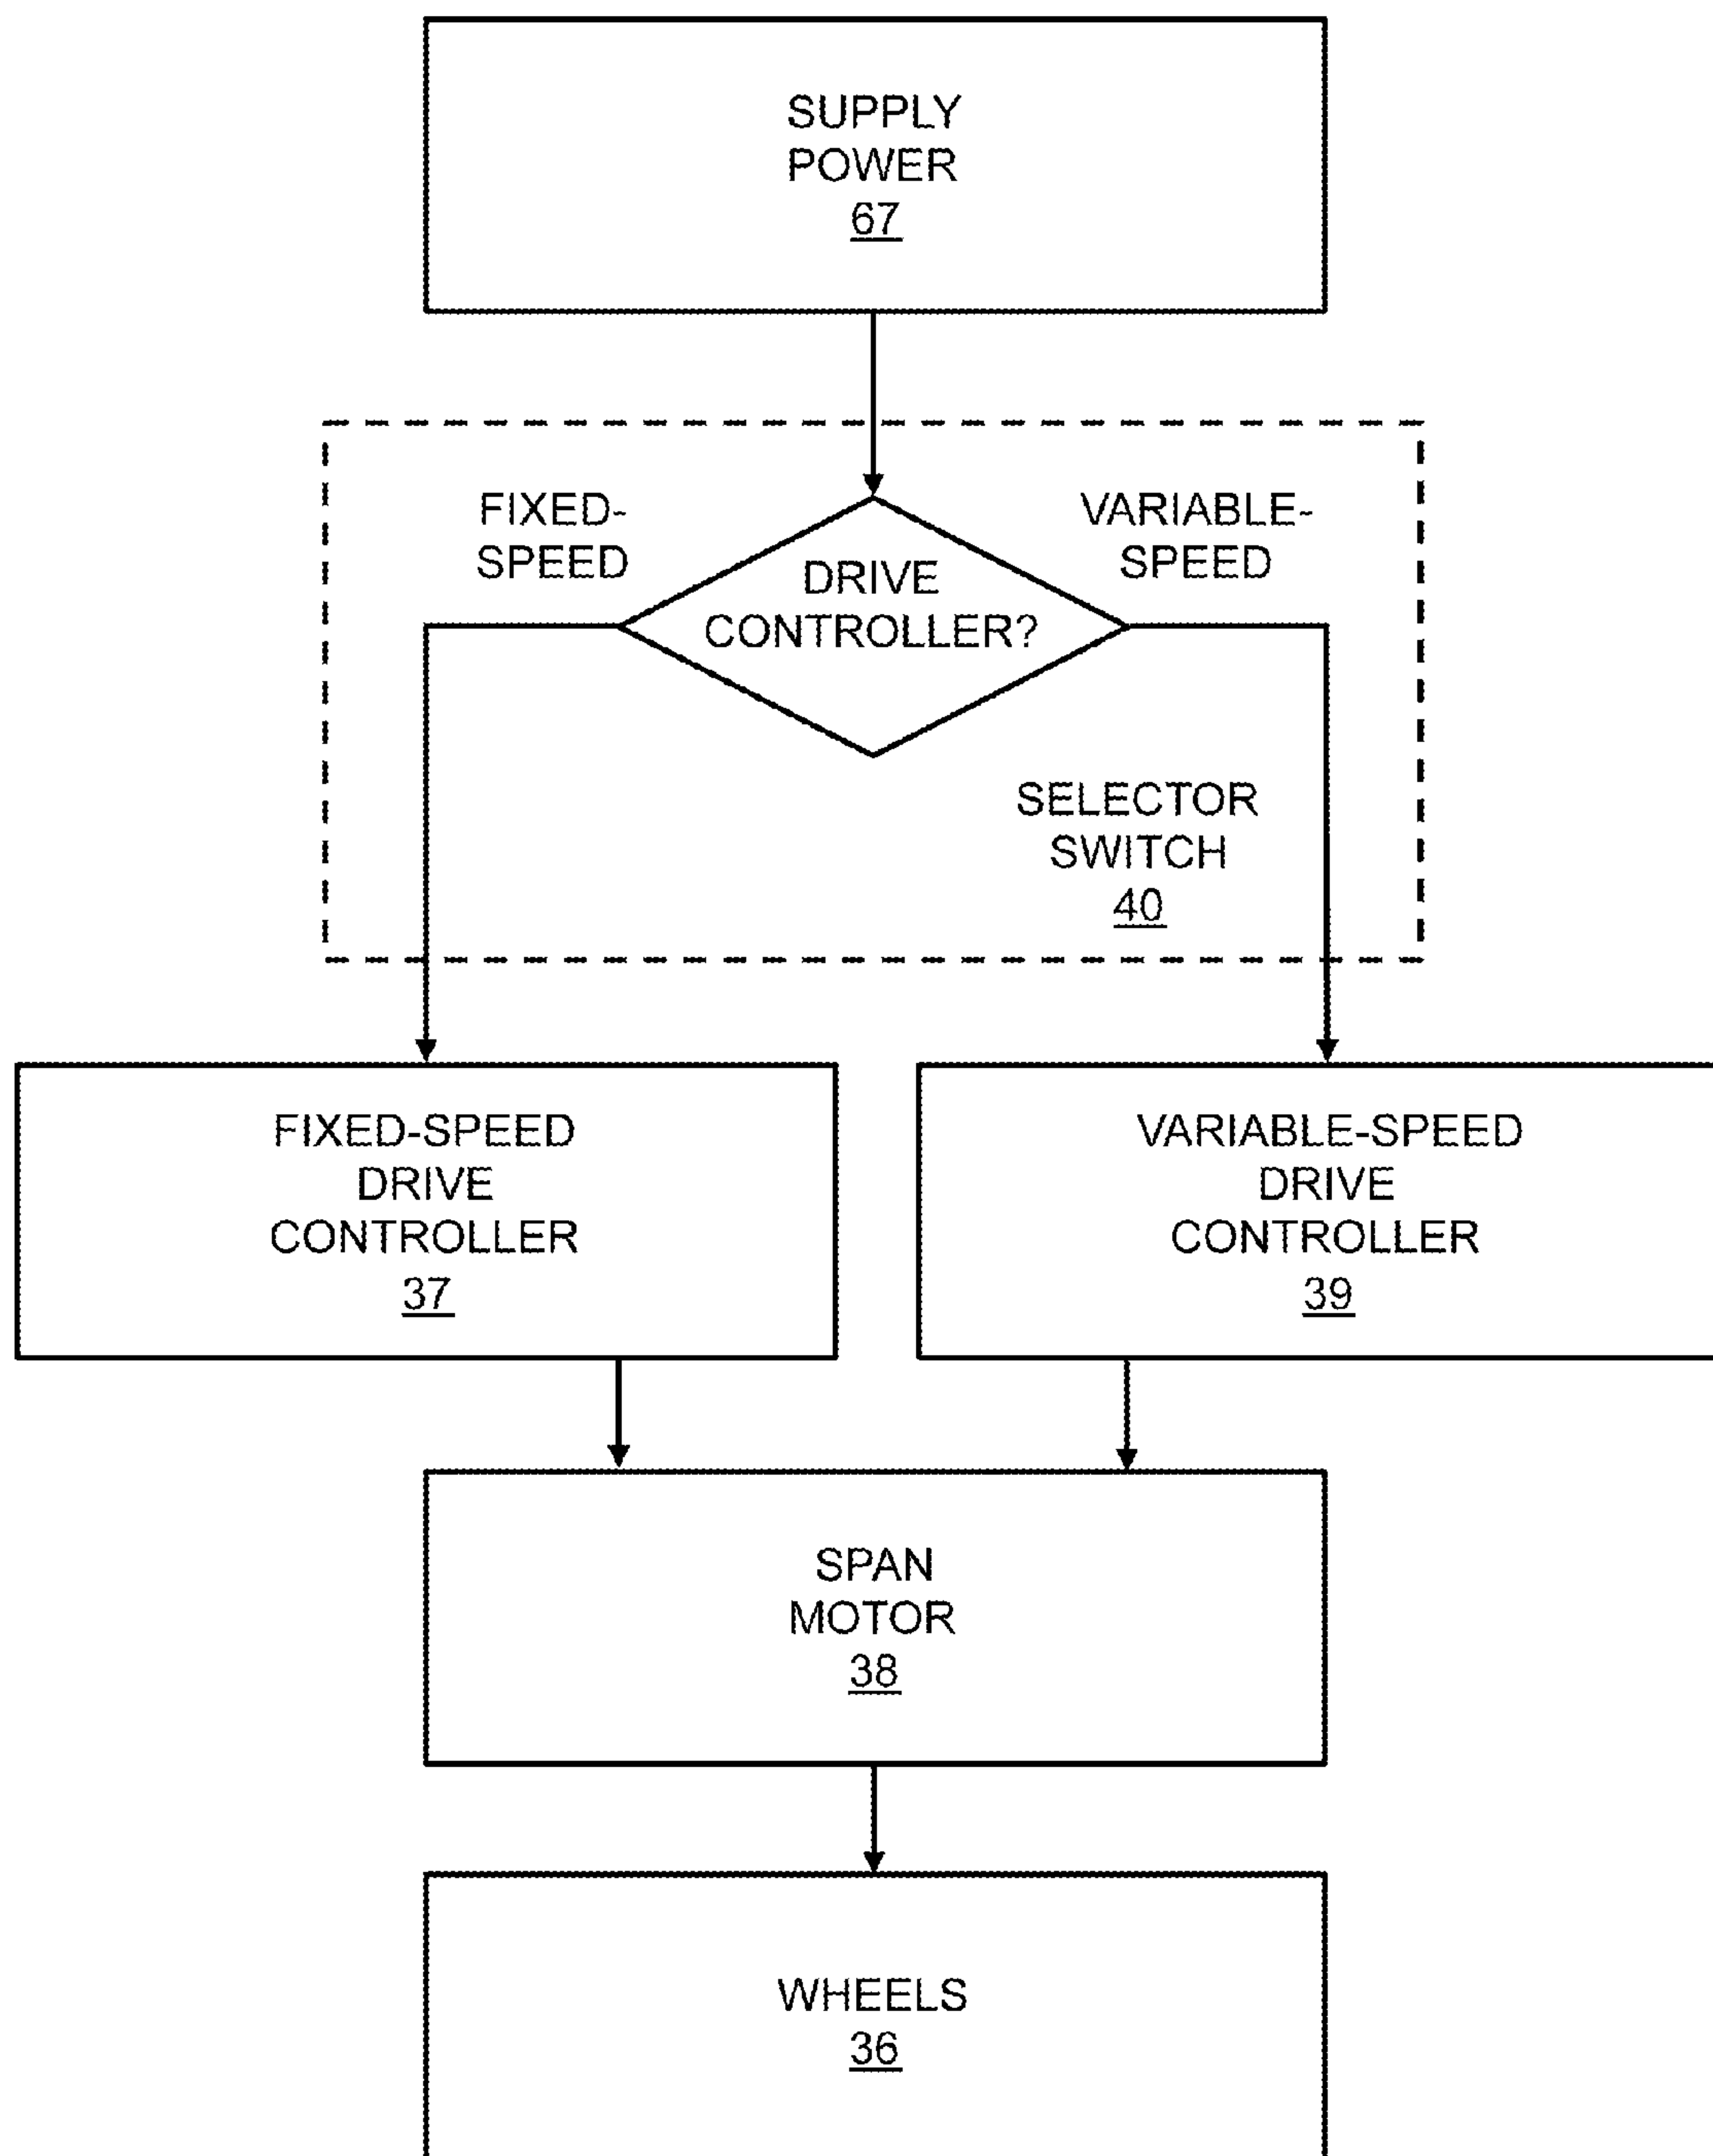 SUPPLY
POWER
67
FIXED-
SPEED
VARIABLE-
SPEED
DRIVE
CONTROLLER?
SELECTOR
SWITCH
40
FIXED-SPEED
DRIVE
CONTROLLER
37
VARIABLE-SPEED
DRIVE
CONTROLLER
39
SPAN
MOTOR
38
WHEELS
36